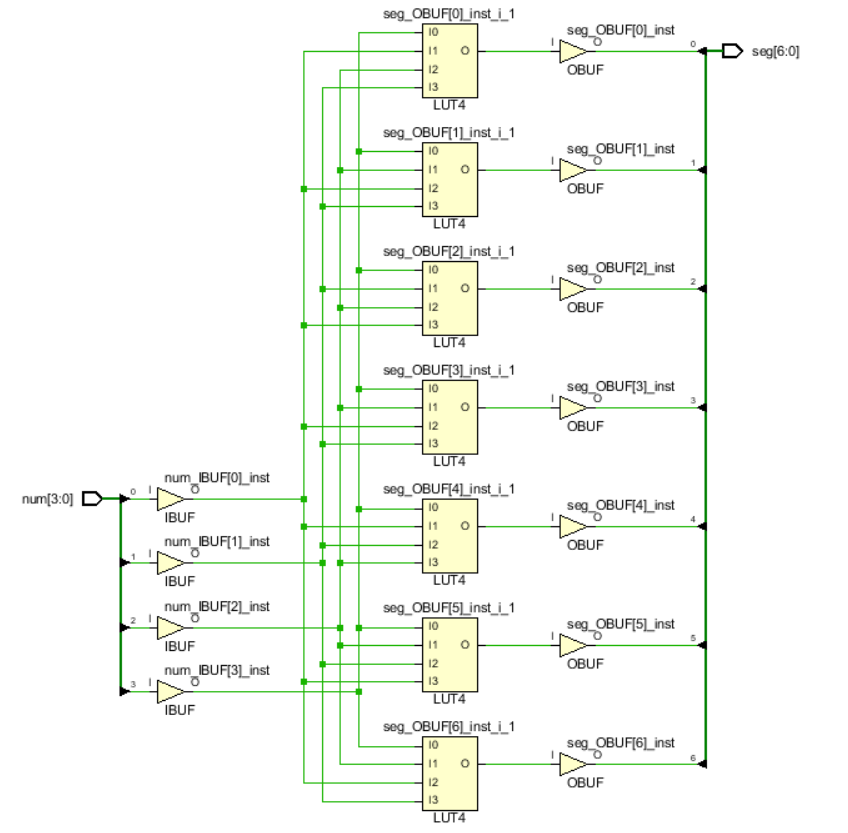 seg_OBUF[0]_inst_i_1
I0
I1
I2
I3
O
LUT4
seg_OBUF[0]_inst
I
O
OBUF
0
seg[6:0]
seg_OBUF[1]_inst_i_1
I0
I1
I2
I3
O
LUT4
seg_OBUF[1]_inst
I
O
OBUF
1
seg_OBUF[2]_inst_i_1
I0
I1
I2
I3
O
LUT4
seg_OBUF[2]_inst
I
O
OBUF
2
seg_OBUF[3]_inst_i_1
I0
I1
I2
I3
O
LUT4
seg_OBUF[3]_inst
I
O
OBUF
3
num[3:0]
0
num_IBUF[0]_inst
I
O
IBUF
1
num_IBUF[1]_inst
I
O
IBUF
2
num_IBUF[2]_inst
I
O
IBUF
3
num_IBUF[3]_inst
I
O
IBUF
seg_OBUF[4]_inst_i_1
I0
I1
I2
I3
O
LUT4
seg_OBUF[4]_inst
I
O
OBUF
4
seg_OBUF[5]_inst_i_1
I0
I1
I2
I3
O
LUT4
seg_OBUF[5]_inst
I
O
OBUF
5
seg_OBUF[6]_inst_i_1
I0
I1
I2
I3
O
LUT4
seg_OBUF[6]_inst
I
O
OBUF
6